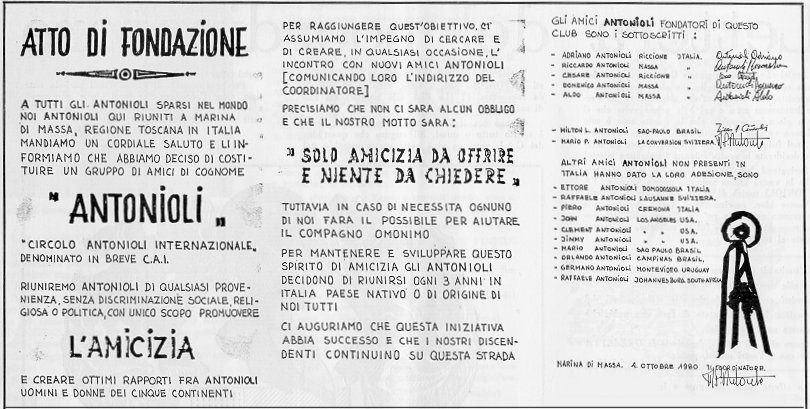 ATTO DI FONDAZIONE
A TUTTI GLI ANTONIOLI SPARSI NEL MONDO
NOI ANTONIOLI QUI RIUNITI A MARINA
DI MASSA, REGIONE TOSCANA IN ITALIA
MANDIAMO UN CORDIALE SALUTO E LI IN-
FORMIAMO CHE ABBIAMO DECISO DI COSTI-
TUIRE UN GRUPPO DI AMICI DI COGNOME
" ANTONIOLI „
"CIRCOLO ANTONIOLI INTERNAZIONALE„
DENOMINATO IN BREVE C.A.I.
RIUNIREMO ANTONIOLI DI QUALSIASI PROVE-
NIENZA, SENZA DISCRIMINAZIONE SOCIALE, RELI-
GIOSA O POLITICA, CON UNICO SCOPO PROMUOVERE
L'AMICIZIA
E CREARE OTTIMI RAPPORTI FRA ANTONIOLI
UOMINI E DONNE DEI CINQUE CONTINENTI
PER RAGGIUNGERE QUEST'OBIETTIVO, CI
ASSUMIAMO L'IMPEGNO DI CERCARE E
DI CREARE, IN QUALSIASI OCCASIONE, L'
INCONTRO CON NUOVI AMICI ANTONIOLI
[COMUNICANDO LORO L'INDIRIZZO DEL
COORDINATORE]
PRECISIAMO CHE NON CI SARA ALCUN OBBLIGO
E CHE IL NOSTRO MOTTO SARA:
" SOLO AMICIZIA DA OFFRIRE
E NIENTE DA CHIEDERE „
TUTTAVIA IN CASO DI NECESSITA OGNUNO
DI NOI FARA IL POSSIBILE PER AIUTARE
IL COMPAGNO OMONIMO
PER MANTENERE E SVILUPPARE QUESTO
SPIRITO DI AMICIZIA GLI ANTONIOLI
DECIDONO DI RIUNIRSI OGNI 3 ANNI IN
ITALIA PAESE NATIVO O DI ORIGINE DI
NOI TUTTI
CI AUGURIAMO CHE QUESTA INIZIATIVA
ABBIA SUCCESSO E CHE I NOSTRI DISCEN-
DENTI CONTINUINO SU QUESTA STRADA
GLI AMICI ANTONIOLI FONDATORI DI QUESTO
CLUB SONO I SOTTOSCRITTI :
- ADRIANO ANTONIOLI RICCIONE ITALIA.
- RICCARDO ANTONIOLI MASSA "
- CESARE ANTONIOLI RICCIONE "
- DOMENICO ANTONIOLI MASSA "
- ALDO ANTONIOLI MASSA "
- HILTON L. ANTONIOLI SAO-PAULO BRASIL
- MARIO P. ANTONIOLI LA CONVERSION SVIZZERA.
ALTRI AMICI ANTONIOLI NON PRESENTI IN
ITALIA HANNO DATO LA LORO ADESIONE, SONO
- ETTORE ANTONIOLI DOMODOSSOLA ITALIA
- RAFFAELE ANTONIOLI LAUSANNE SVIZZERA.
- PIERO ANTONIOLI CREMONA ITALIA
- JOHN ANTONIOLI LOS ANGELES USA.
- CLEMENT ANTONIOLI " " USA.
- JIMMY ANTONIOLI " " USA.
- MARIO ANTONIOLI SAO PAULO BRASIL
- ORLANDO ANTONIOLI CAMPINAS BRASIL
- GERMANO ANTONIOLI MONTEVIDEO URUGUAY
- RAFFAELE ANTONIOLI JOHANNESBURG SOUTH AFRICA
MARINA DI MASSA. 1. OTTOBRE 1980 IL COORDINATORE